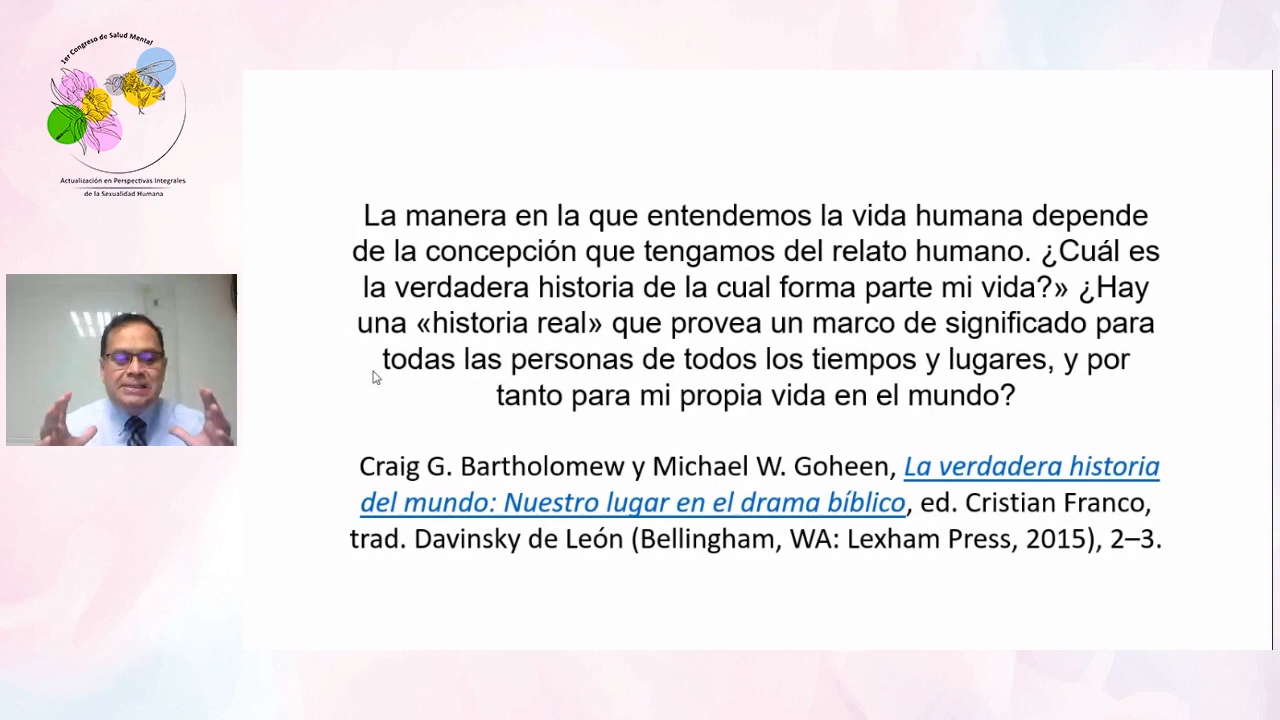 1er Congreso de Salud Mental
Actualización en Perspectivas Integrales
de la Sexualidad Humana
La manera en la que entendemos la vida humana depende
de la concepción que tengamos del relato humano. ¿Cuál es
la verdadera historia de la cual forma parte mi vida?» ¿Hay
una «historia real» que provea un marco de significado para
todas las personas de todos los tiempos y lugares, y por
tanto para mi propia vida en el mundo?
Craig G. Bartholomew y Michael W. Goheen, La verdadera historia
del mundo: Nuestro lugar en el drama bíblico, ed. Cristian Franco,
trad. Davinsky de León (Bellingham, WA: Lexham Press, 2015), 2–3.